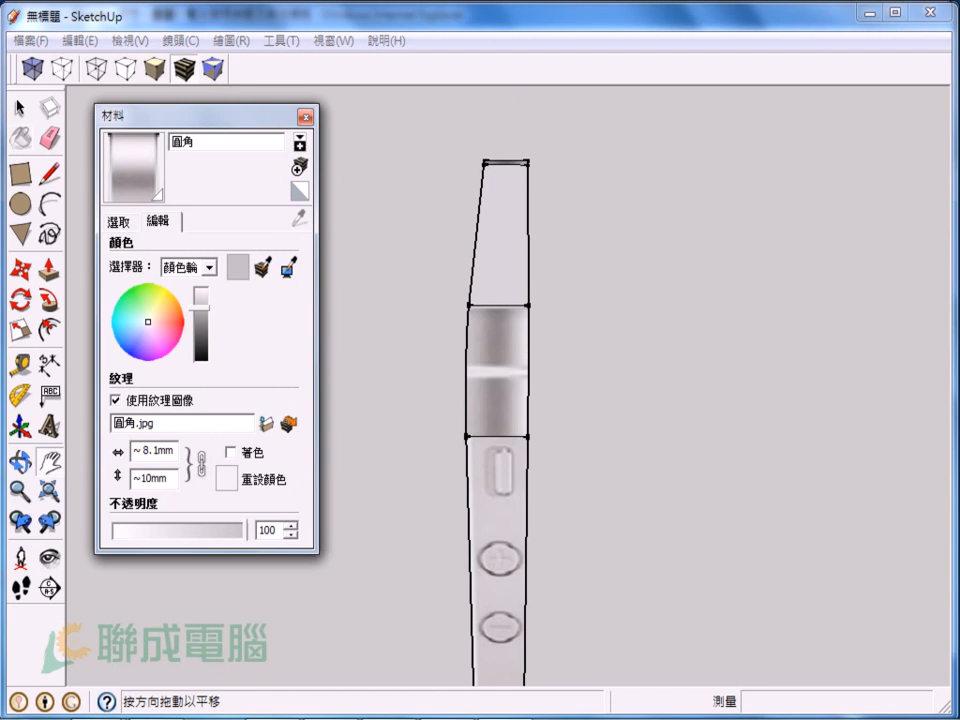 無標題 - SketchUp
檔案(F) 編輯(E) 檢視(V) 鏡頭(C) 繪圖(R) 工具(T) 視窗(W) 說明(H)
材料
圓角
選取 編輯
顏色
選擇器： 顏色輪
紋理
使用紋理圖像
圓角.jpg
~ 8.1mm 著色
~10mm 重設顏色
不透明度
100
ABC
聯成電腦
按方向拖動以平移 測量